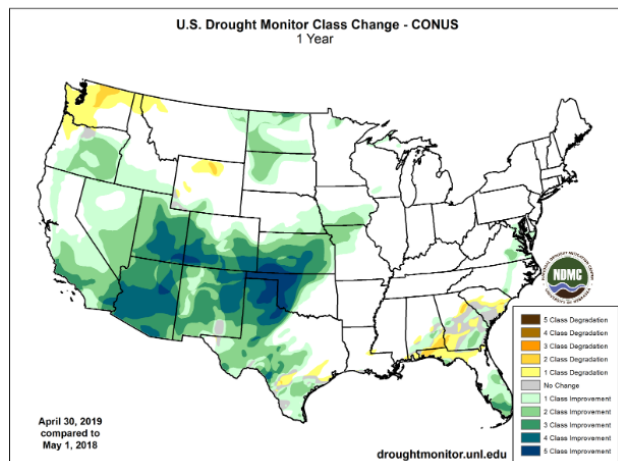 U.S. Drought Monitor Class Change - CONUS
1 Year
NDMC
5 Class Degradation
4 Class Degradation
3 Class Degradation
2 Class Degradation
1 Class Degradation
No Change
1 Class Improvement
2 Class Improvement
3 Class Improvement
4 Class Improvement
5 Class Improvement
April 30, 2019
compared to
May 1, 2018
droughtmonitor.unl.edu